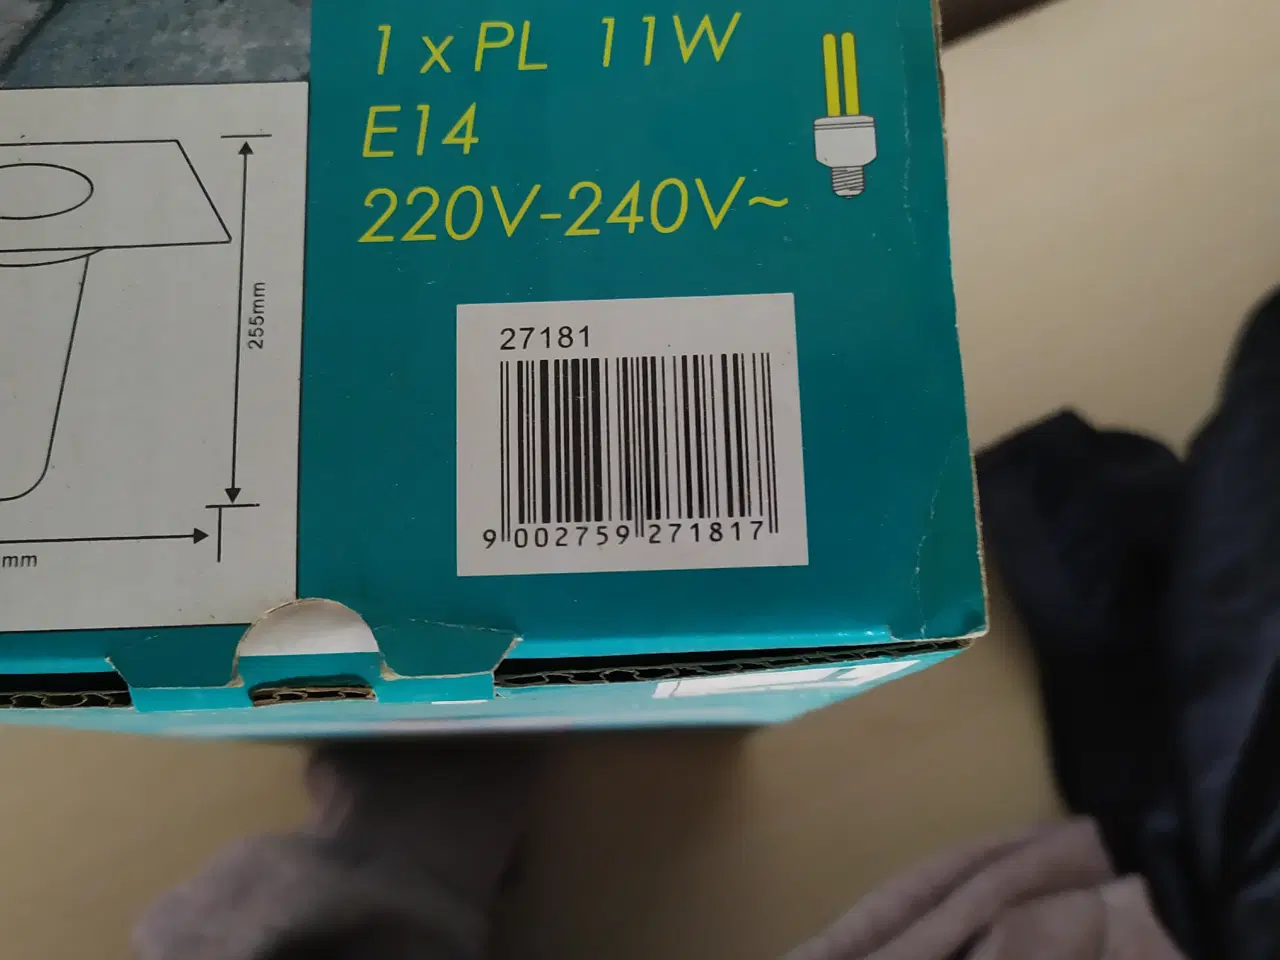 1 x PL 11W
E14
220V-240V~
255mm
mm
27181
9 002759 271817